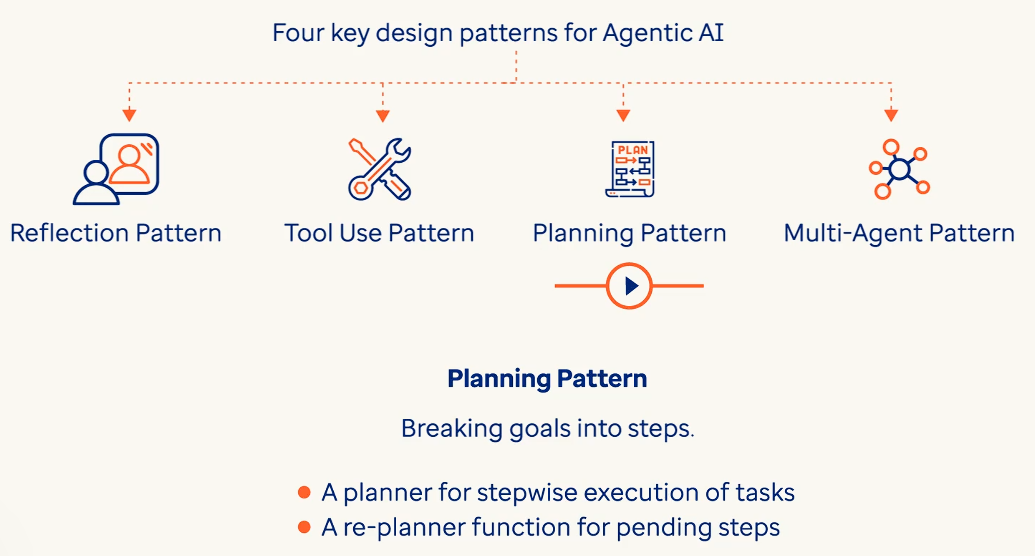 Four key design patterns for Agentic AI
PLAN
Reflection Pattern
Tool Use Pattern
Planning Pattern
Multi-Agent Pattern
Planning Pattern
Breaking goals into steps.
A planner for stepwise execution of tasks
A re-planner function for pending steps